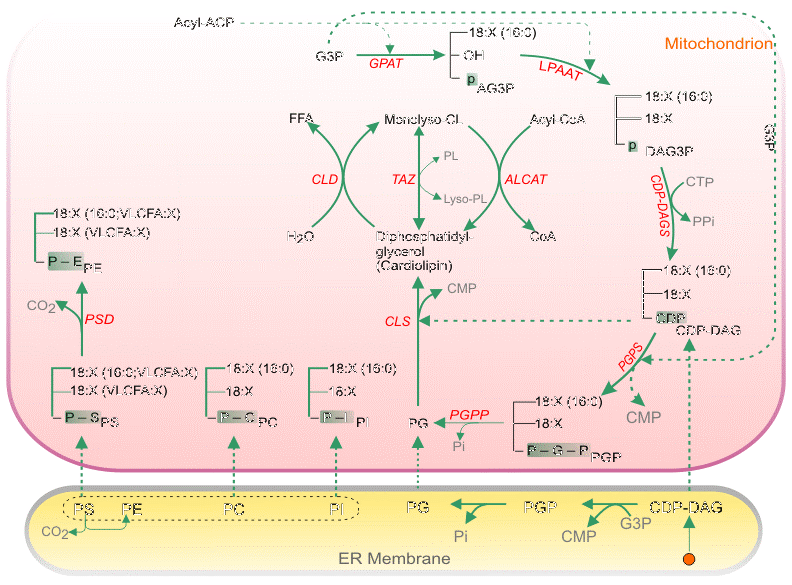 Acyl-ACP
G3P
GPAT
18:X (16:0)
OH
p
AG3P
LPAAT
Mitochondrion
18:X (16:0)
18:X
p
DAG3P
G3P
FFA
Monolyso-CL
Acyl-CoA
CLD
TAZ
PL
Lyso-PL
ALCAT
H2O
Diphosphatidyl-
glycerol
(Cardiolipin)
CoA
CDP-DAGS
CTP
PPi
18:X (16:0;VLCFA:X)
18:X (VLCFA:X)
P – E
PE
CO2
PSD
CMP
CLS
18:X (16:0)
18:X
CDP
CDP-DAG
PGPS
CMP
18:X (16:0;VLCFA:X)
18:X (VLCFA:X)
P – S
PS
18:X (16:0)
18:X
P – C
PC
18:X (16:0)
18:X
P – I
PI
PG
PGPP
Pi
18:X (16:0)
18:X
P – G – P
PGP
PS
PE
PC
PI
PG
PGP
CDP-DAG
CO2
Pi
CMP
G3P
ER Membrane